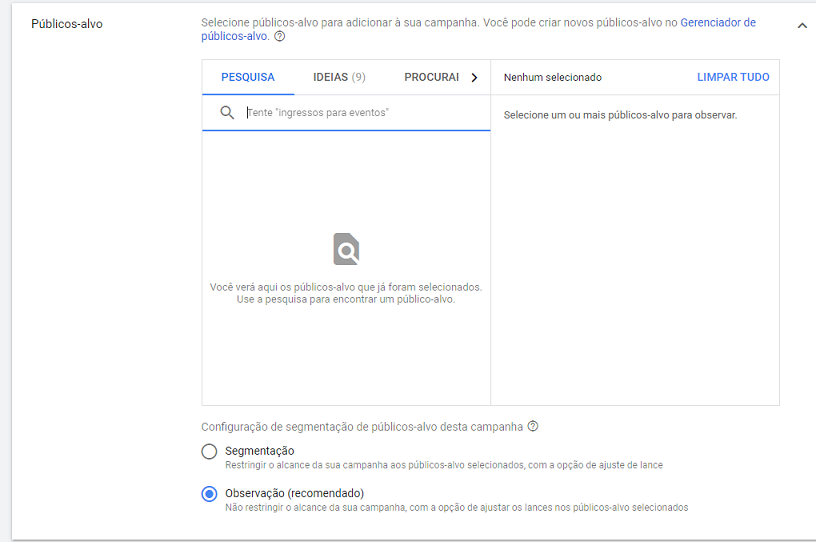 Públicos-alvo
Selecione públicos-alvo para adicionar à sua campanha. Você pode criar novos públicos-alvo no Gerenciador de
públicos-alvo.
PESQUISA
IDEIAS (9)
PROCURAI
Nenhum selecionado
LIMPAR TUDO
Tente "ingressos para eventos"
Selecione um ou mais públicos-alvo para observar.
Você verá aqui os públicos-alvo que já foram selecionados.
Use a pesquisa para encontrar um público-alvo.
Configuração de segmentação de públicos-alvo desta campanha
Segmentação
Restringir o alcance da sua campanha aos públicos-alvo selecionados, com a opção de ajuste de lance
Observação (recomendado)
Não restringir o alcance da sua campanha, com a opção de ajustar os lances nos públicos-alvo selecionados